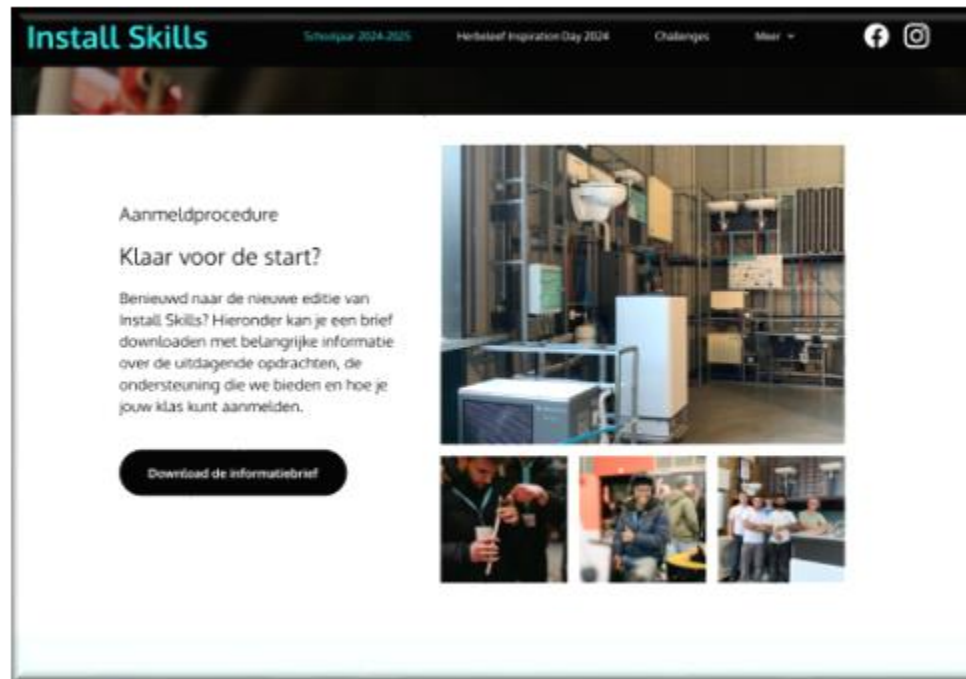 Install Skills
Schooljaar 2024-2025
Herbeleef Inspiration Day 2024
Challenges
Meer
Aanmeldprocedure
Klaar voor de start?
Benieuwd naar de nieuwe editie van
Install Skills? Hieronder kan je een brief
downloaden met belangrijke informatie
over de uitdagende opdrachten, de
ondersteuning die we bieden en hoe je
jouw klas kunt aanmelden.
Download de informatiebrief